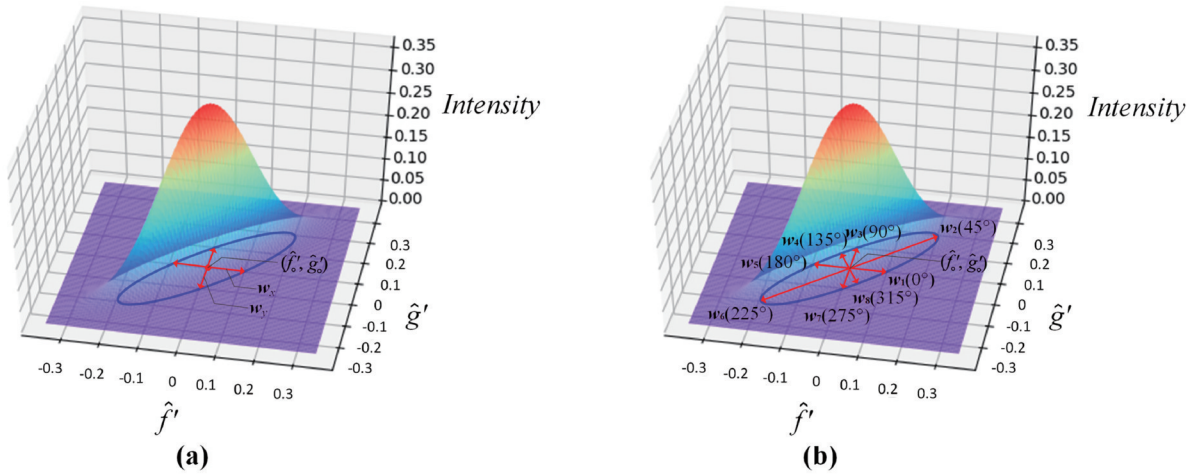 0.35
0.30
0.25
0.20
0.15
0.10
0.05
0.00
Intensity
(f̂′ₒ, ĝ′ₒ)
wₓ
w_y
0.3
0.2
0.1
0
-0.1
-0.2
-0.3
ĝ′
-0.3
-0.2
-0.1
0
0.1
0.2
0.3
f̂′
(a)
0.35
0.30
0.25
0.20
0.15
0.10
0.05
0.00
Intensity
w₄(135°) w₃(90°) w₂(45°)
w₅(180°) (f̂′ₒ, ĝ′ₒ)
w₁(0°)
w₈(315°)
w₆(225°) w₇(275°)
0.3
0.2
0.1
0
-0.1
-0.2
-0.3
ĝ′
-0.3
-0.2
-0.1
0
0.1
0.2
0.3
f̂′
(b)